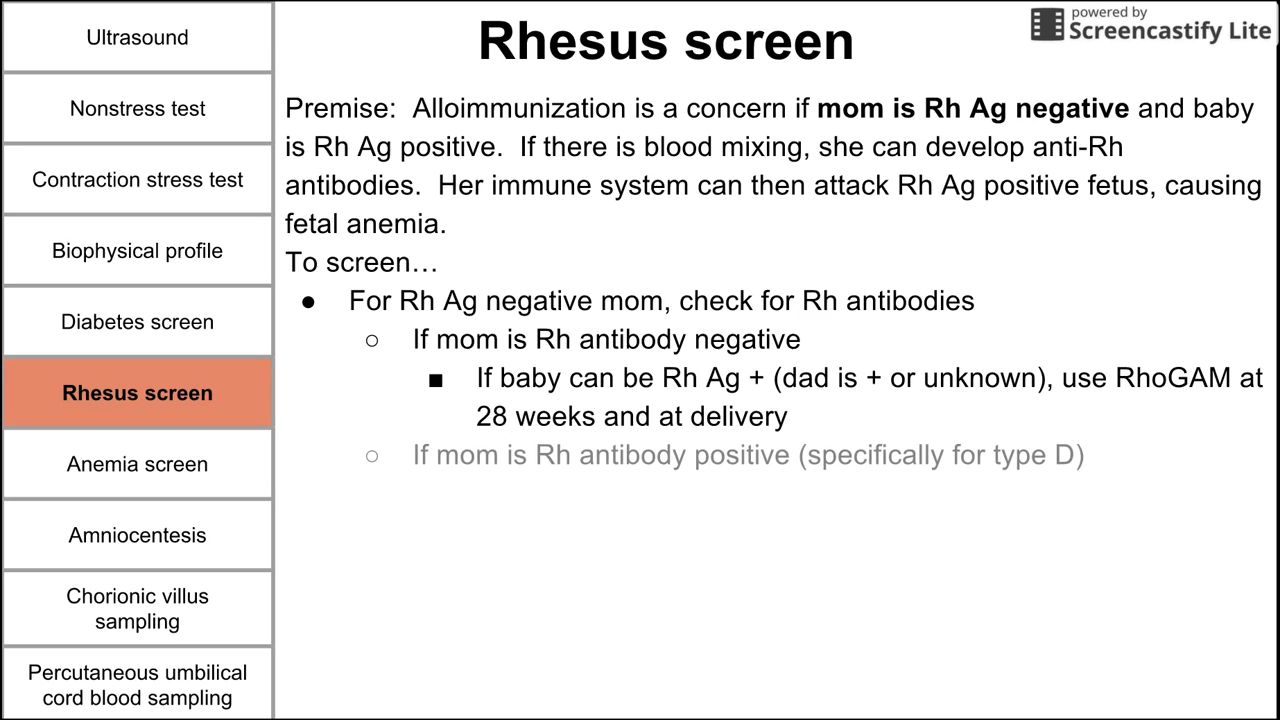 Ultrasound
Nonstress test
Contraction stress test
Biophysical profile
Diabetes screen
Rhesus screen
Anemia screen
Amniocentesis
Chorionic villus
sampling
Percutaneous umbilical
cord blood sampling
Rhesus screen
powered by
Screencastify Lite
Premise:  Alloimmunization is a concern if mom is Rh Ag negative and baby
is Rh Ag positive.  If there is blood mixing, she can develop anti-Rh
antibodies.  Her immune system can then attack Rh Ag positive fetus, causing
fetal anemia.
To screen…
● For Rh Ag negative mom, check for Rh antibodies
○ If mom is Rh antibody negative
■ If baby can be Rh Ag + (dad is + or unknown), use RhoGAM at
28 weeks and at delivery
○ If mom is Rh antibody positive (specifically for type D)